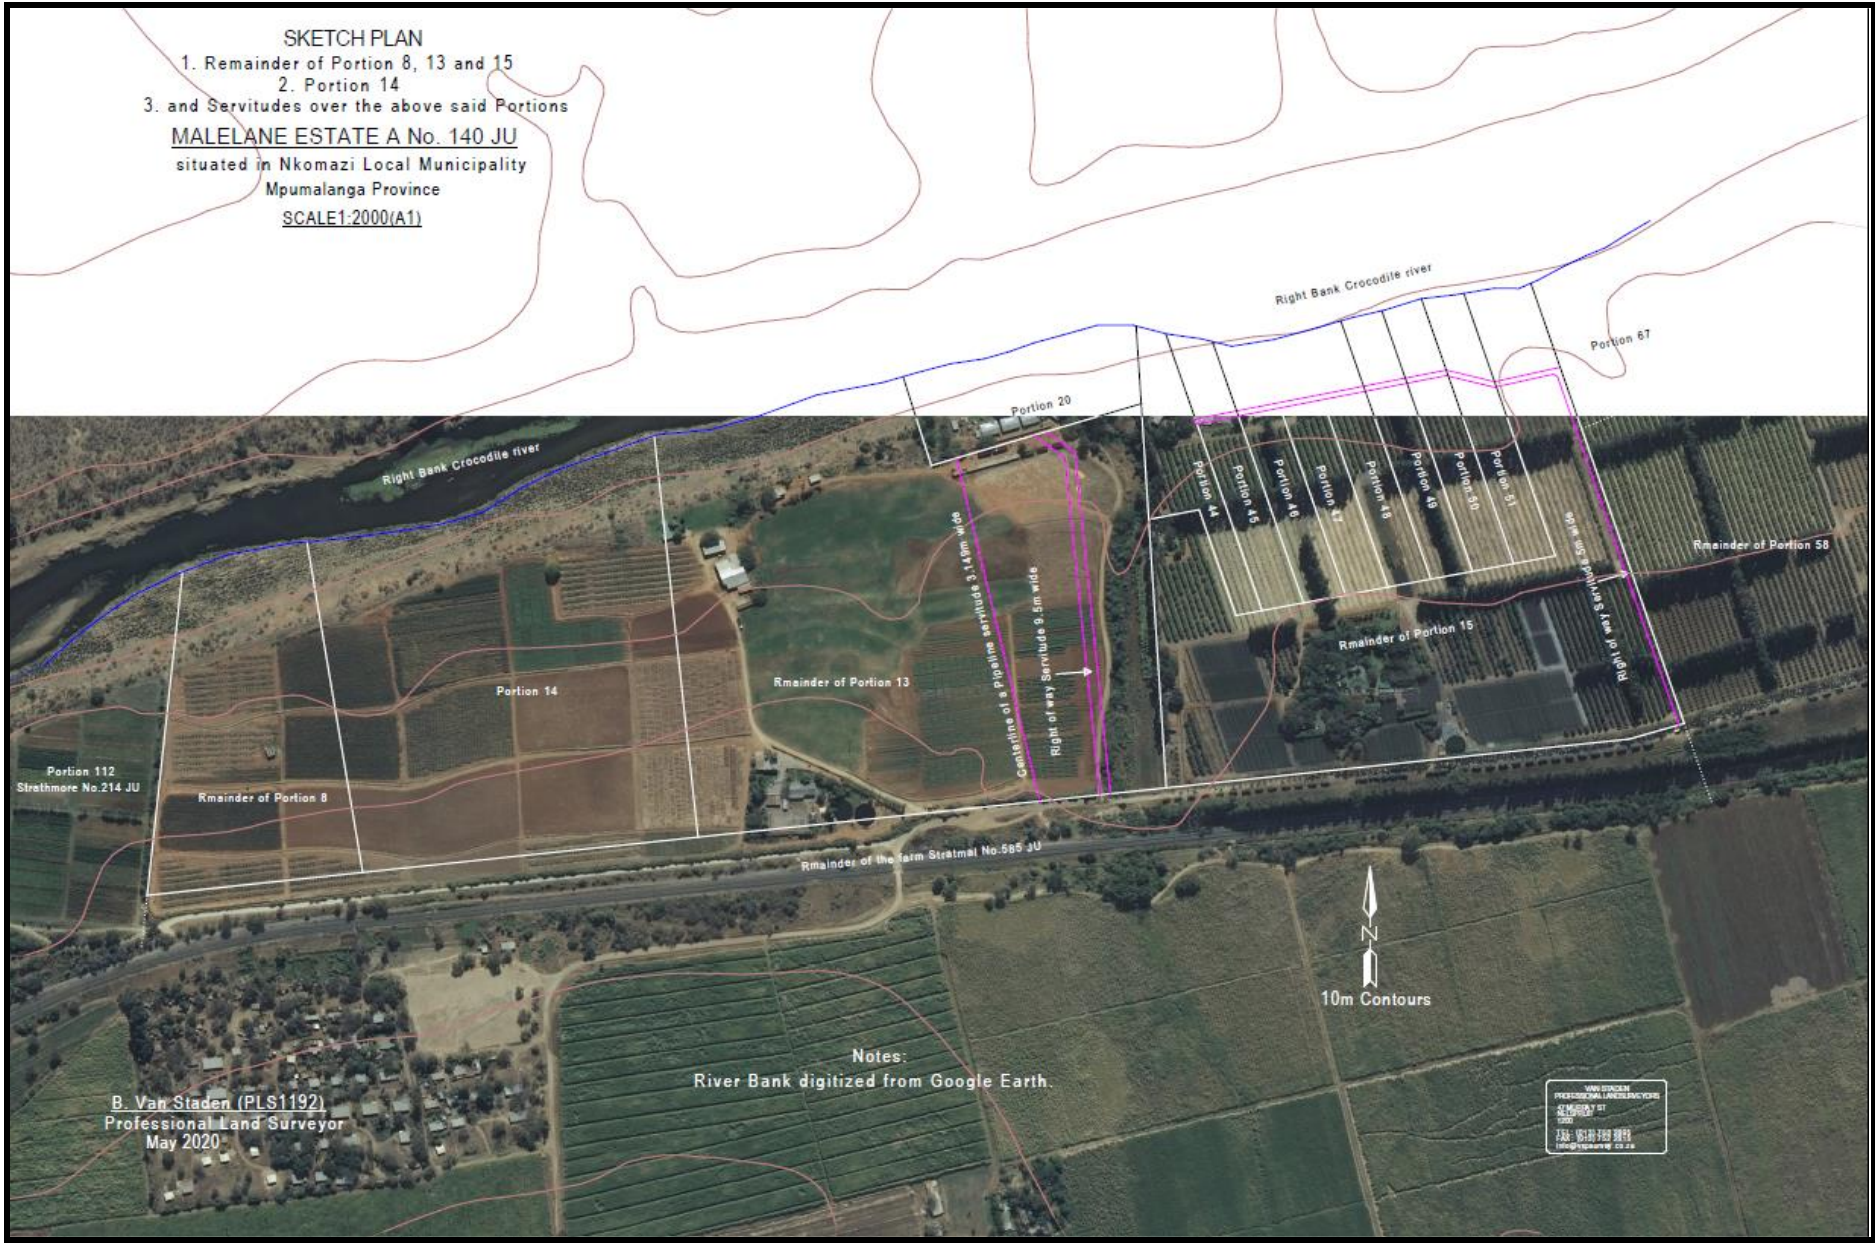 SKETCH PLAN
1. Remainder of Portion 8, 13 and 15
2. Portion 14
3. and Servitudes over the above said Portions
MALELANE ESTATE A No. 140 JU
situated in Nkomazi Local Municipality
Mpumalanga Province
SCALE1:2000(A1)
Right Bank Crocodile river
Portion 67
Portion 20
Right Bank Crocodile river
Portion 44
Portion 45
Portion 46
Portion 47
Portion 48
Portion 49
Portion 50
Portion 51
Right of way Servitude
wide
Rmainder of Portion 58
Rmainder of Portion 15
Centerline of a Pipeline servitude 3.149m wide
Right of way Servitude 9.5m wide
Rmainder of Portion 13
Portion 14
Portion 112
Strathmore No.214 JU
Rmainder of Portion 8
Rmainder of the farm Stratmal No.585 JU
N
10m Contours
Notes:
River Bank digitized from Google Earth.
B. Van Staden (PLS1192)
Professional Land Surveyor
May 2020
VAN STADEN
PROFESSIONAL LANDSURVEYORS
1200